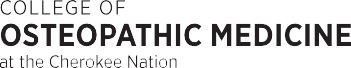 COLLEGE OF
OSTEOPATHIC MEDICINE
at the Cherokee Nation